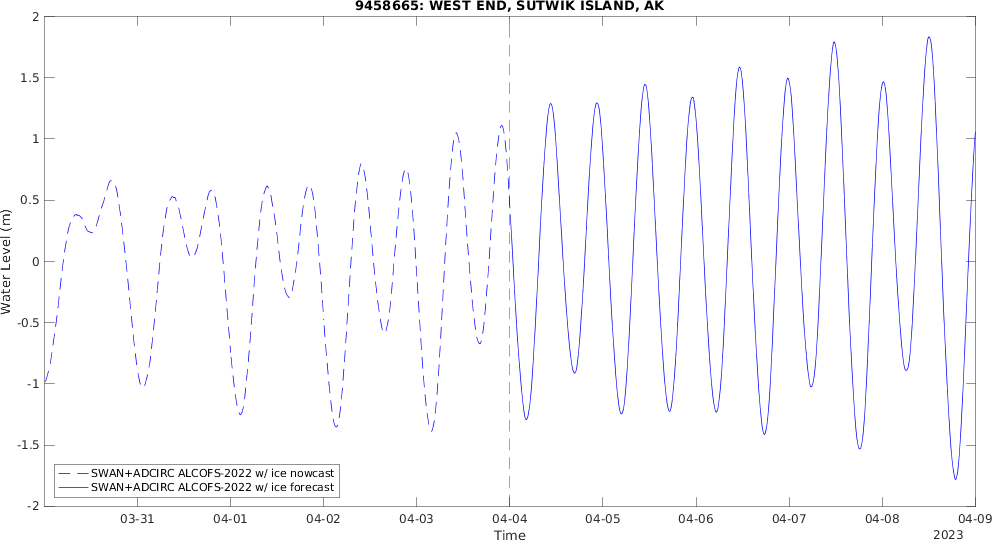 9458665: WEST END, SUTWIK ISLAND, AK
Water Level (m)
2
1.5
1
0.5
0
-0.5
-1
-1.5
-2
SWAN+ADCIRC ALCOFS-2022 w/ ice nowcast
SWAN+ADCIRC ALCOFS-2022 w/ ice forecast
03-31 04-01 04-02 04-03 04-04 04-05 04-06 04-07 04-08 04-09
Time
2023